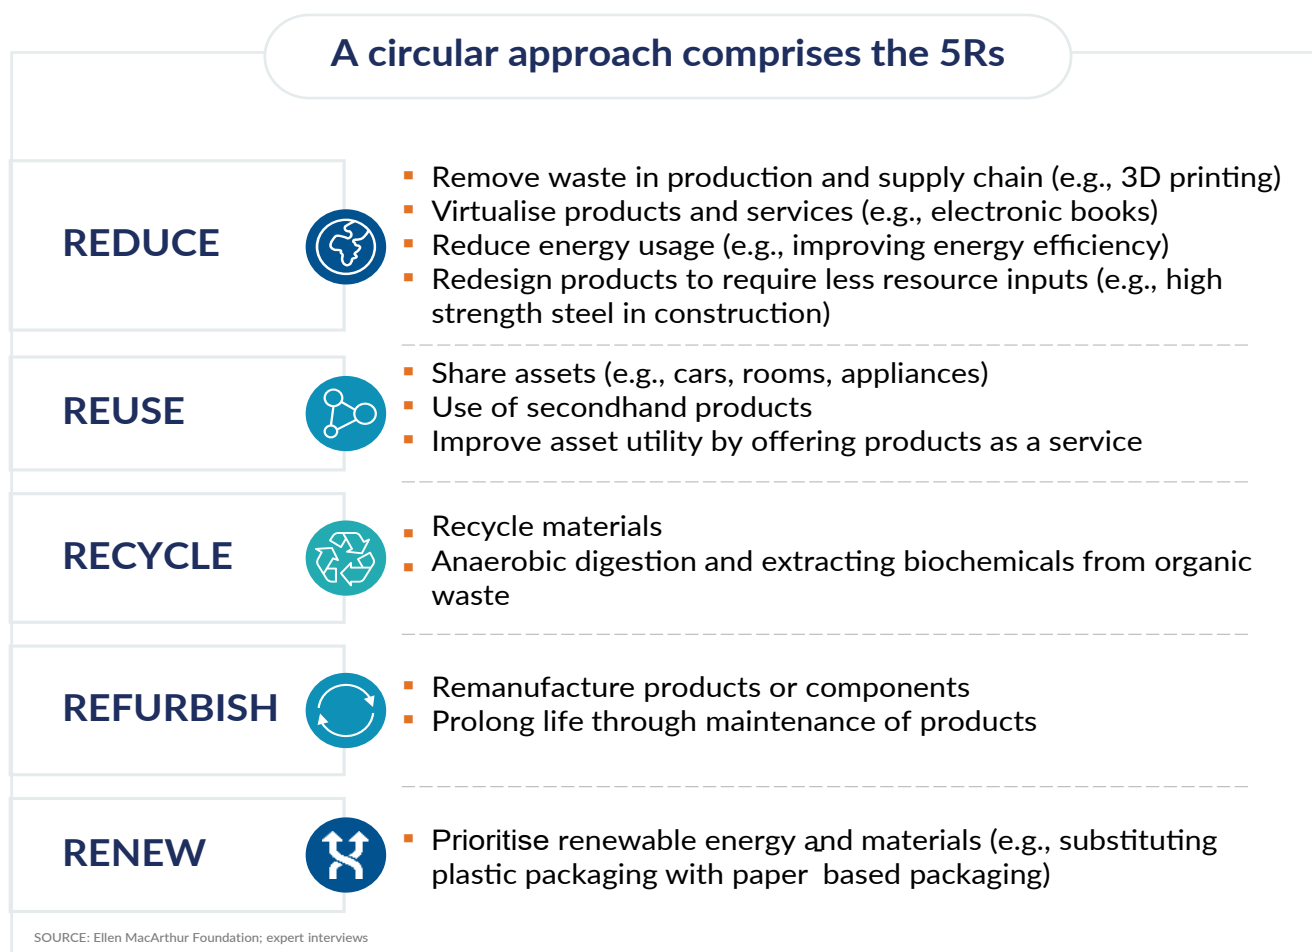 A circular approach comprises the 5Rs
REDUCE
Remove waste in production and supply chain (e.g., 3D printing)
Virtualise products and services (e.g., electronic books)
Reduce energy usage (e.g., improving energy efficiency)
Redesign products to require less resource inputs (e.g., high
strength steel in construction)
REUSE
Share assets (e.g., cars, rooms, appliances)
Use of secondhand products
Improve asset utility by offering products as a service
RECYCLE
Recycle materials
Anaerobic digestion and extracting biochemicals from organic
waste
REFURBISH
Remanufacture products or components
Prolong life through maintenance of products
RENEW
Prioritise renewable energy and materials (e.g., substituting
plastic packaging with paper based packaging)
SOURCE: Ellen MacArthur Foundation; expert interviews